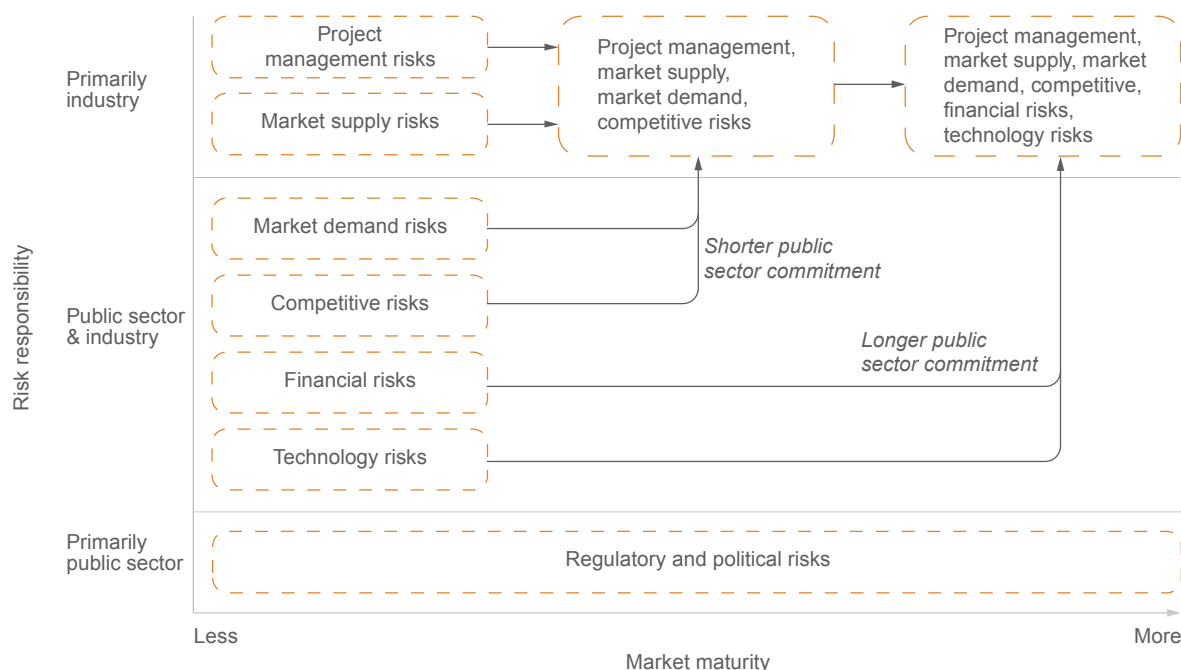 Project
management risks
Project management,
market supply,
market demand,
competitive risks
Project management,
market supply, market
demand, competitive,
financial risks,
technology risks
Primarily
industry
Market supply risks
Market demand risks
Shorter public
sector commitment
Competitive risks
Public sector
& industry
Risk responsibility
Longer public
sector commitment
Financial risks
Technology risks
Primarily
public sector
Regulatory and political risks
Less
More
Market maturity